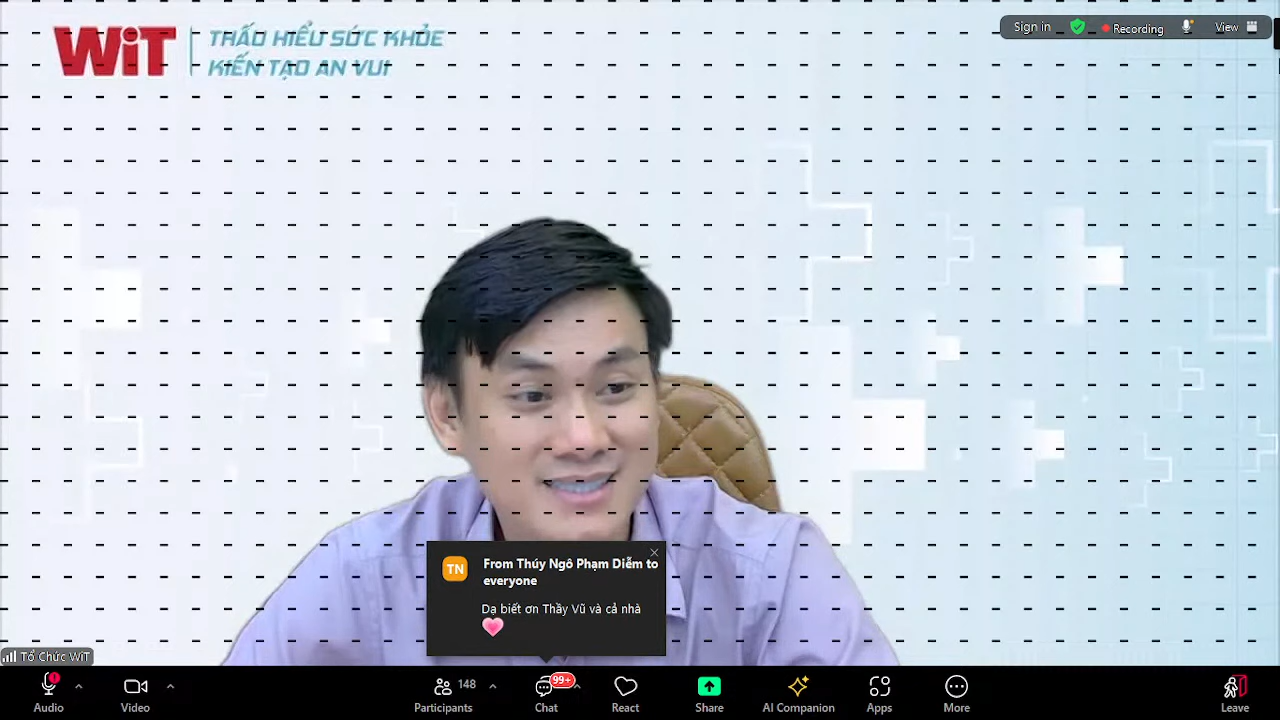 WiT
THẤU HIỂU SỨC KHỎE
KIẾN TẠO AN VUI
Sign in
Recording
View
TN
From Thúy Ngô Phạm Diễm to
everyone
Dạ biết ơn Thầy Vũ và cả nhà
Tổ Chức WiT
Audio
Video
148
Participants
99+
Chat
React
Share
AI Companion
Apps
More
Leave